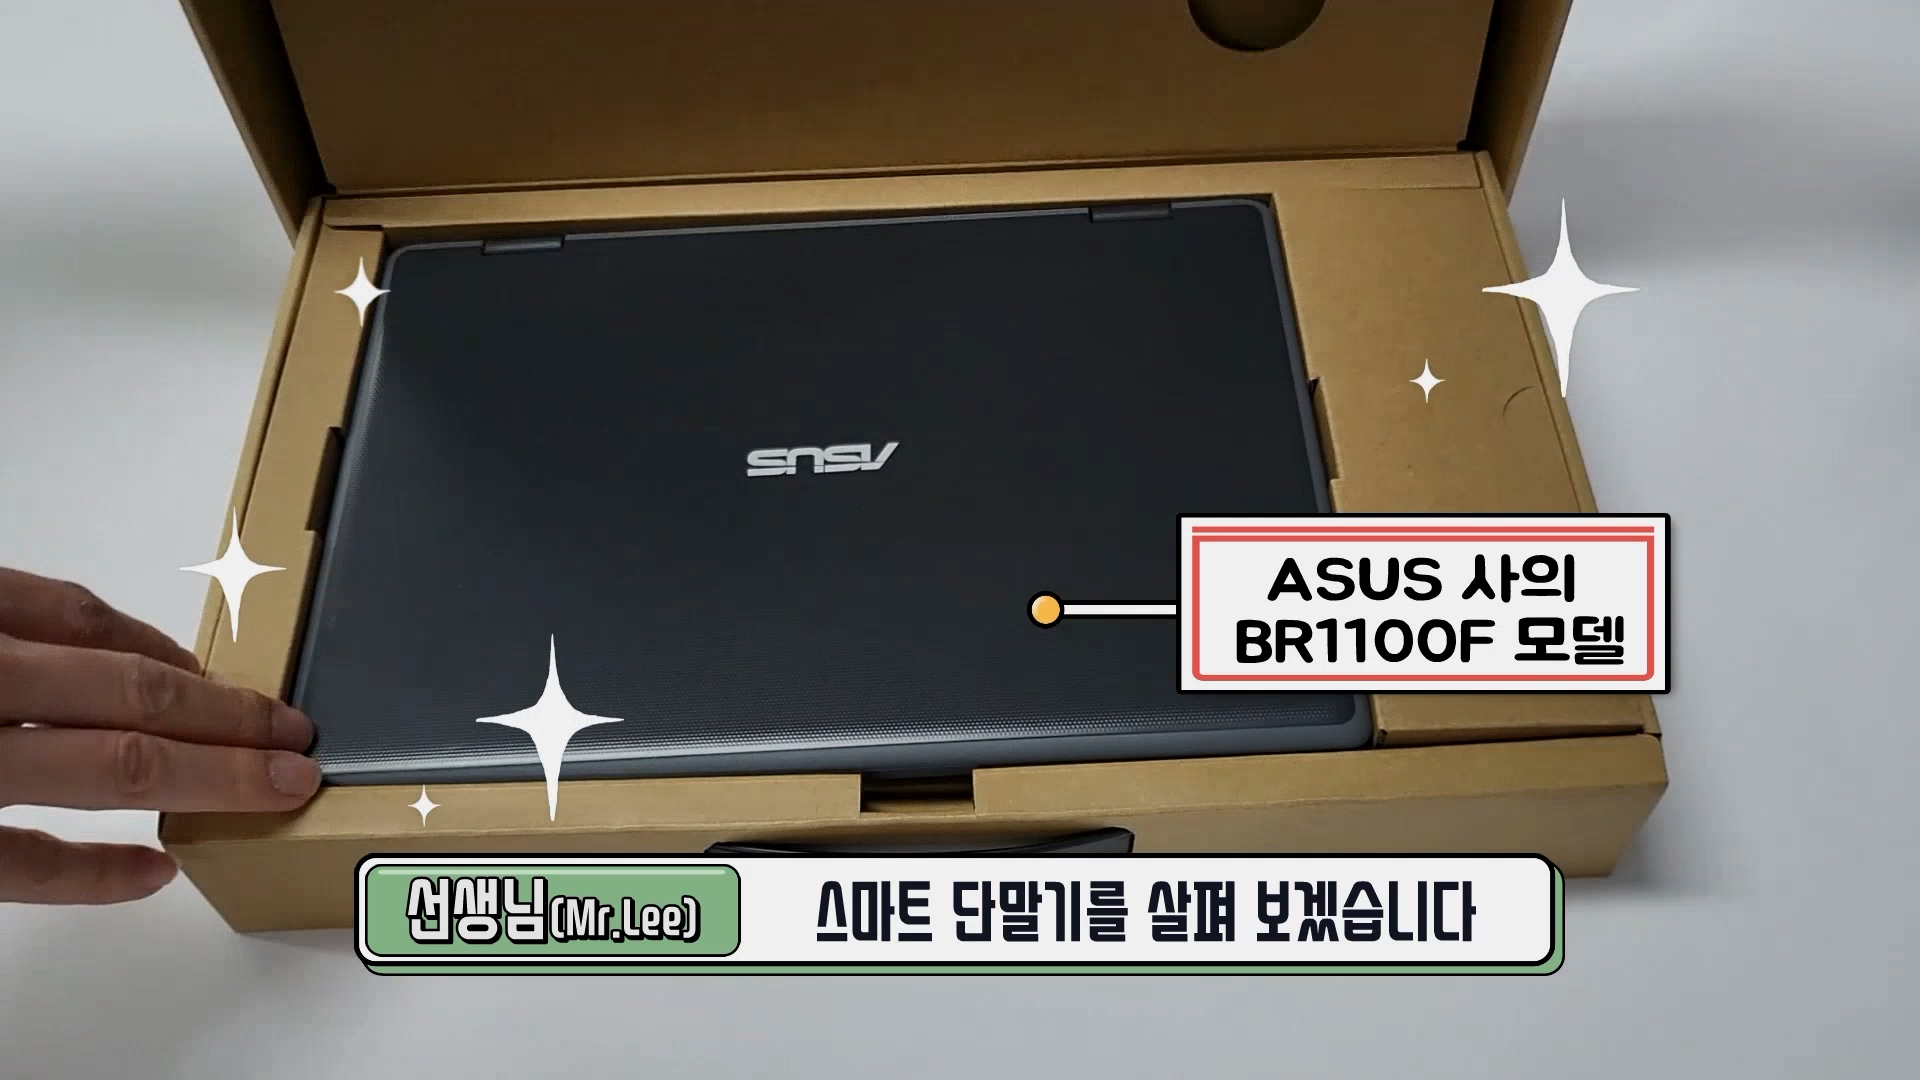 ASUS
ASUS 사의
BR1100F 모델
선생님(Mr.Lee) 스마트 단말기를 살펴 보겠습니다